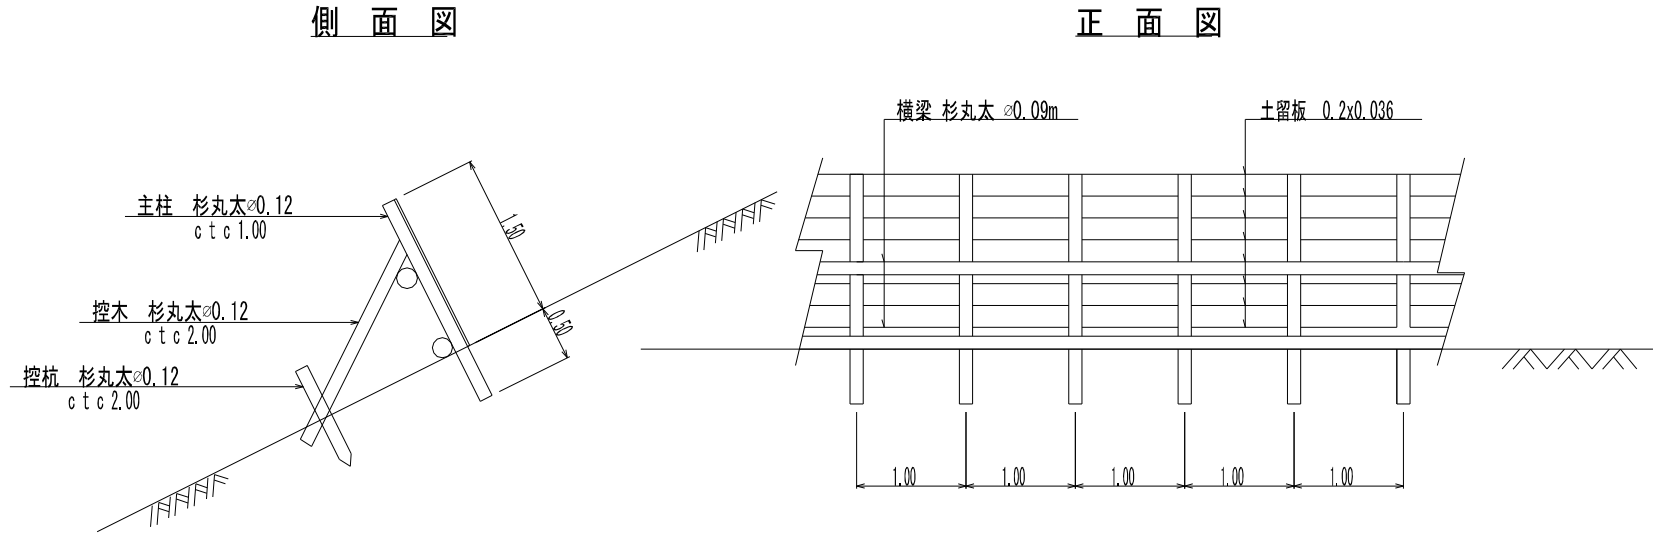 側 面 図
正 面 図
横梁 杉丸太 ⌀0.09m
土留板 0.2x0.036
主柱 杉丸太⌀0.12
ctc1.00
1.50
控木 杉丸太⌀0.12
ctc2.00
0.50
控杭 杉丸太⌀0.12
ctc2.00
1.00
1.00
1.00
1.00
1.00